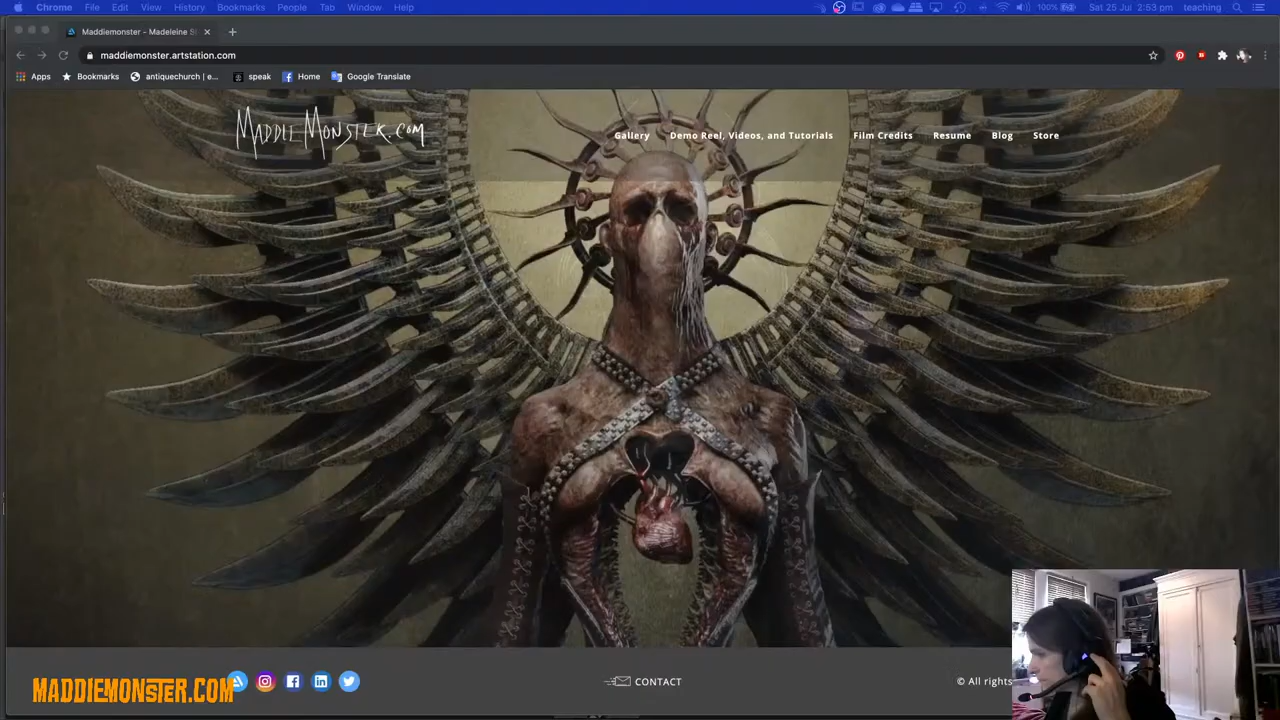 Chrome File Edit View History Bookmarks People Tab Window Help 100% Sat 25 Jul 2:53 pm teaching
Maddiemonster - Madeleine S
maddiemonster.artstation.com
Apps Bookmarks antiquechurch | e... speak Home Google Translate
MADDIEMONSTER.COM Gallery Demo Reel, Videos, and Tutorials Film Credits Resume Blog Store
MADDIEMONSTER.COM CONTACT © All rights